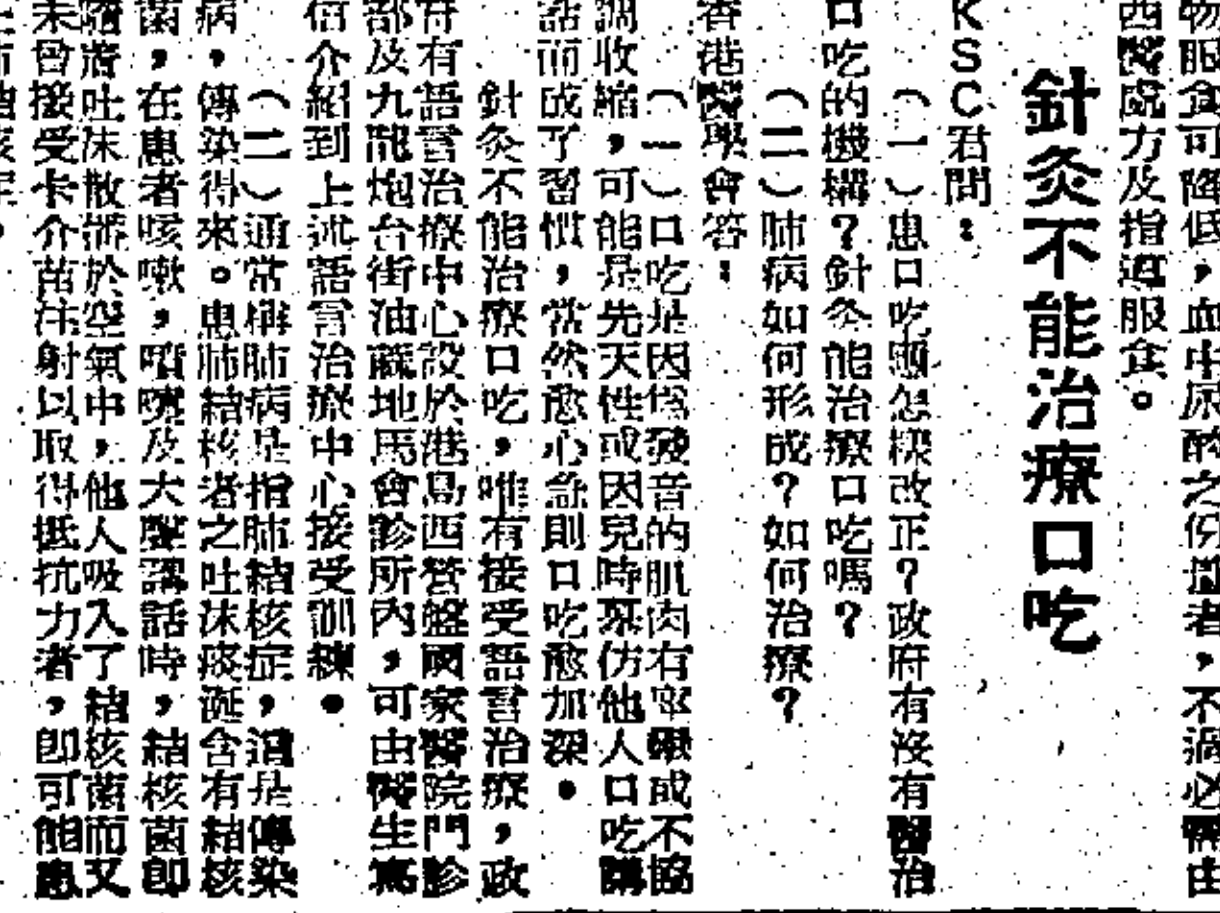 物服食可降低，血中尿酸之份量者，不過必需由
西醫處方及指導服食。
針灸不能治療口吃
KSC君問：
（一）患口吃應怎樣改正？政府有沒有醫治
口吃的機構？針灸能治療口吃嗎？
（二）肺病如何形成？如何治療？
香港醫學會答：
（一）口吃是因為發音的肌肉有窂縮或不協
調收縮，可能是先天性或因兒時摹仿他人口吃講
話而成了習慣，當然愈心急則口吃愈加深。
針灸不能治療口吃，唯有接受語言治療，政
府有語言治療中心設於港島西營盤國家醫院門診
部及九龍炮台街油蔴地馬會診所內，可由醫生寫
信介紹到上述語言治療中心接受訓練。
（二）通常稱肺病是指肺結核症，這是傳染
病，傳染得來。患肺結核者之吐沫痰涎含有結核
菌，在患者咳嗽，噴嚏及大聲講話時，結核菌即
隨着吐沫散播於空氣中，他人吸入了結核菌而又
未曾接受卡介苗注射以取得抵抗力者，即可能患